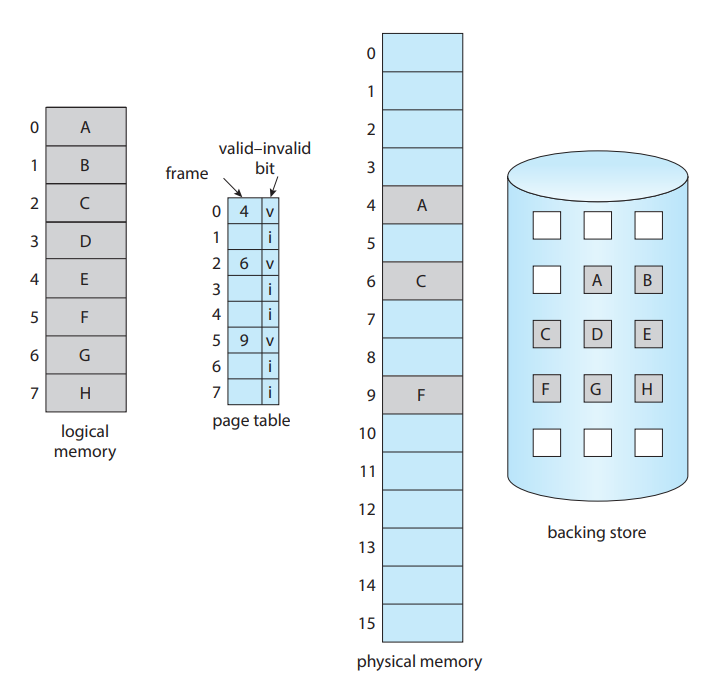 0 A
1 B
2 C
3 D
4 E
5 F
6 G
7 H
logical
memory
valid–invalid
bit
frame
0 4 v
1 i
2 6 v
3 i
4 i
5 9 v
6 i
7 i
page table
0
1
2
3
4 A
5
6 C
7
8
9 F
10
11
12
13
14
15
physical memory
A B
C D E
F G H
backing store